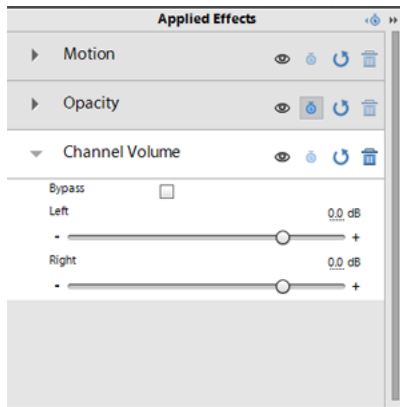 Applied Effects
Motion
Opacity
Channel Volume
Bypass
Left 0.0 dB
- +
Right 0.0 dB
- +